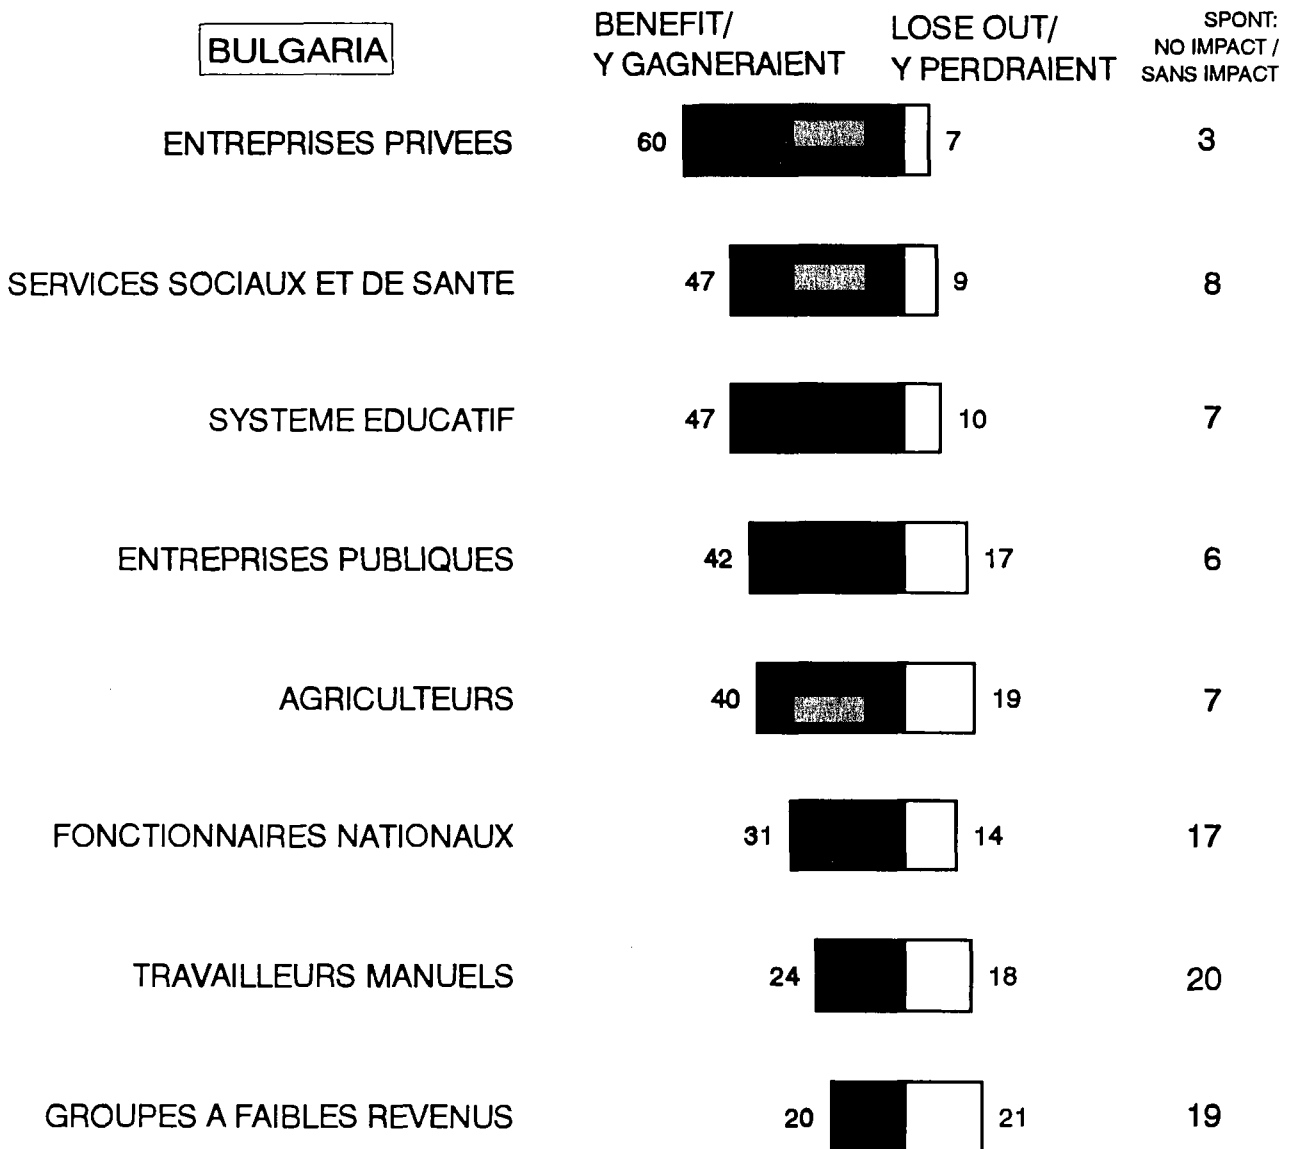 BULGARIA
BENEFIT/
Y GAGNERAIENT
LOSE OUT/
Y PERDRAIENT
SPONT:
NO IMPACT /
SANS IMPACT
ENTREPRISES PRIVEES 60 7 3
SERVICES SOCIAUX ET DE SANTE 47 9 8
SYSTEME EDUCATIF 47 10 7
ENTREPRISES PUBLIQUES 42 17 6
AGRICULTEURS 40 19 7
FONCTIONNAIRES NATIONAUX 31 14 17
TRAVAILLEURS MANUELS 24 18 20
GROUPES A FAIBLES REVENUS 20 21 19